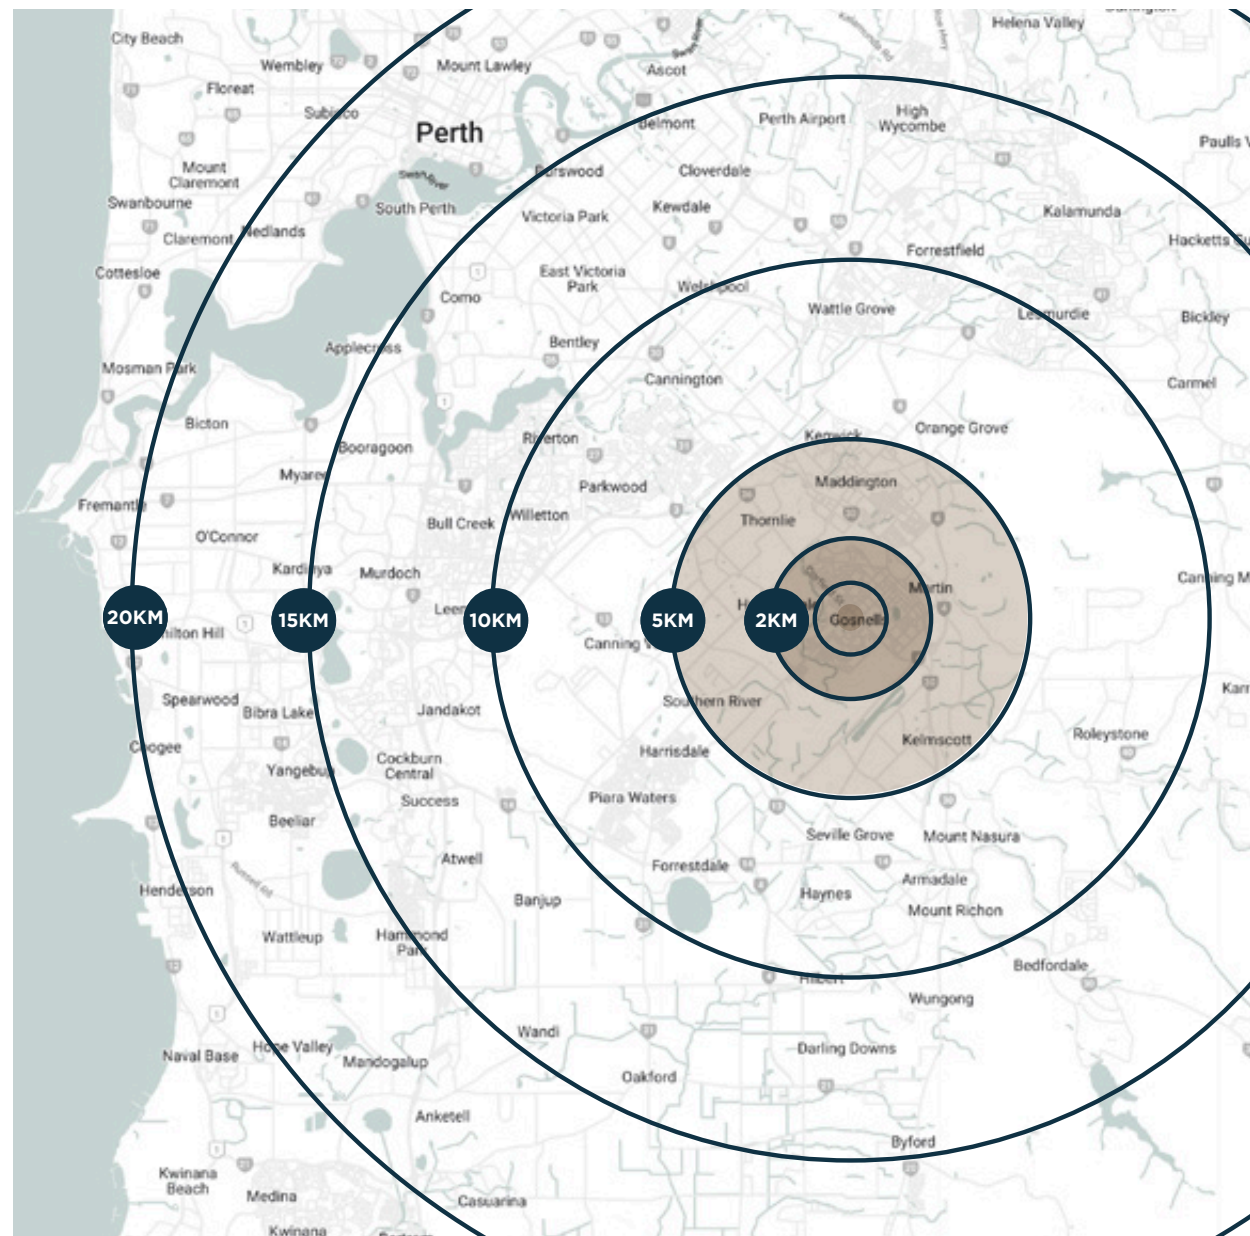 Helena Valley
City Beach
Wembley
Mount Lawley
Ascot
Floreat
Subiaco
Perth
Belmont
Perth Airport
High
Wycombe
Mount
Claremont
Swan River
Burswood
Cloverdale
Swanbourne
South Perth
Victoria Park
Kewdale
Kalamunda
Claremont
Nedlands
Forrestfield
Cottesloe
East Victoria
Park
Como
Welshpool
Wattle Grove
Lesmurdie
Bickley
Applecross
Bentley
Mosman Park
Cannington
Carmel
Bicton
Booragoon
Riverton
Kenwick
Orange Grove
Myaree
Parkwood
Maddington
Fremantle
Bull Creek
Willetton
Thornlie
O'Connor
Kardinya
Murdoch
Martin
20KM
15KM
10KM
5KM
2KM
Gosnells
Spearwood
Bibra Lake
Jandakot
Southern River
Coogee
Harrisdale
Kelmscott
Roleystone
Yangebup
Cockburn
Central
Success
Piara Waters
Beeliar
Seville Grove
Mount Nasura
Atwell
Forrestdale
Russell Rd
Henderson
Banjup
Haynes
Armadale
Mount Richon
Wattleup
Hammond
Park
Hilbert
Bedfordale
Wungong
Wandi
Naval Base
Hope Valley
Mandogalup
Darling Downs
Oakford
Anketell
Byford
Kwinana
Beach
Medina
Casuarina
Kwinana